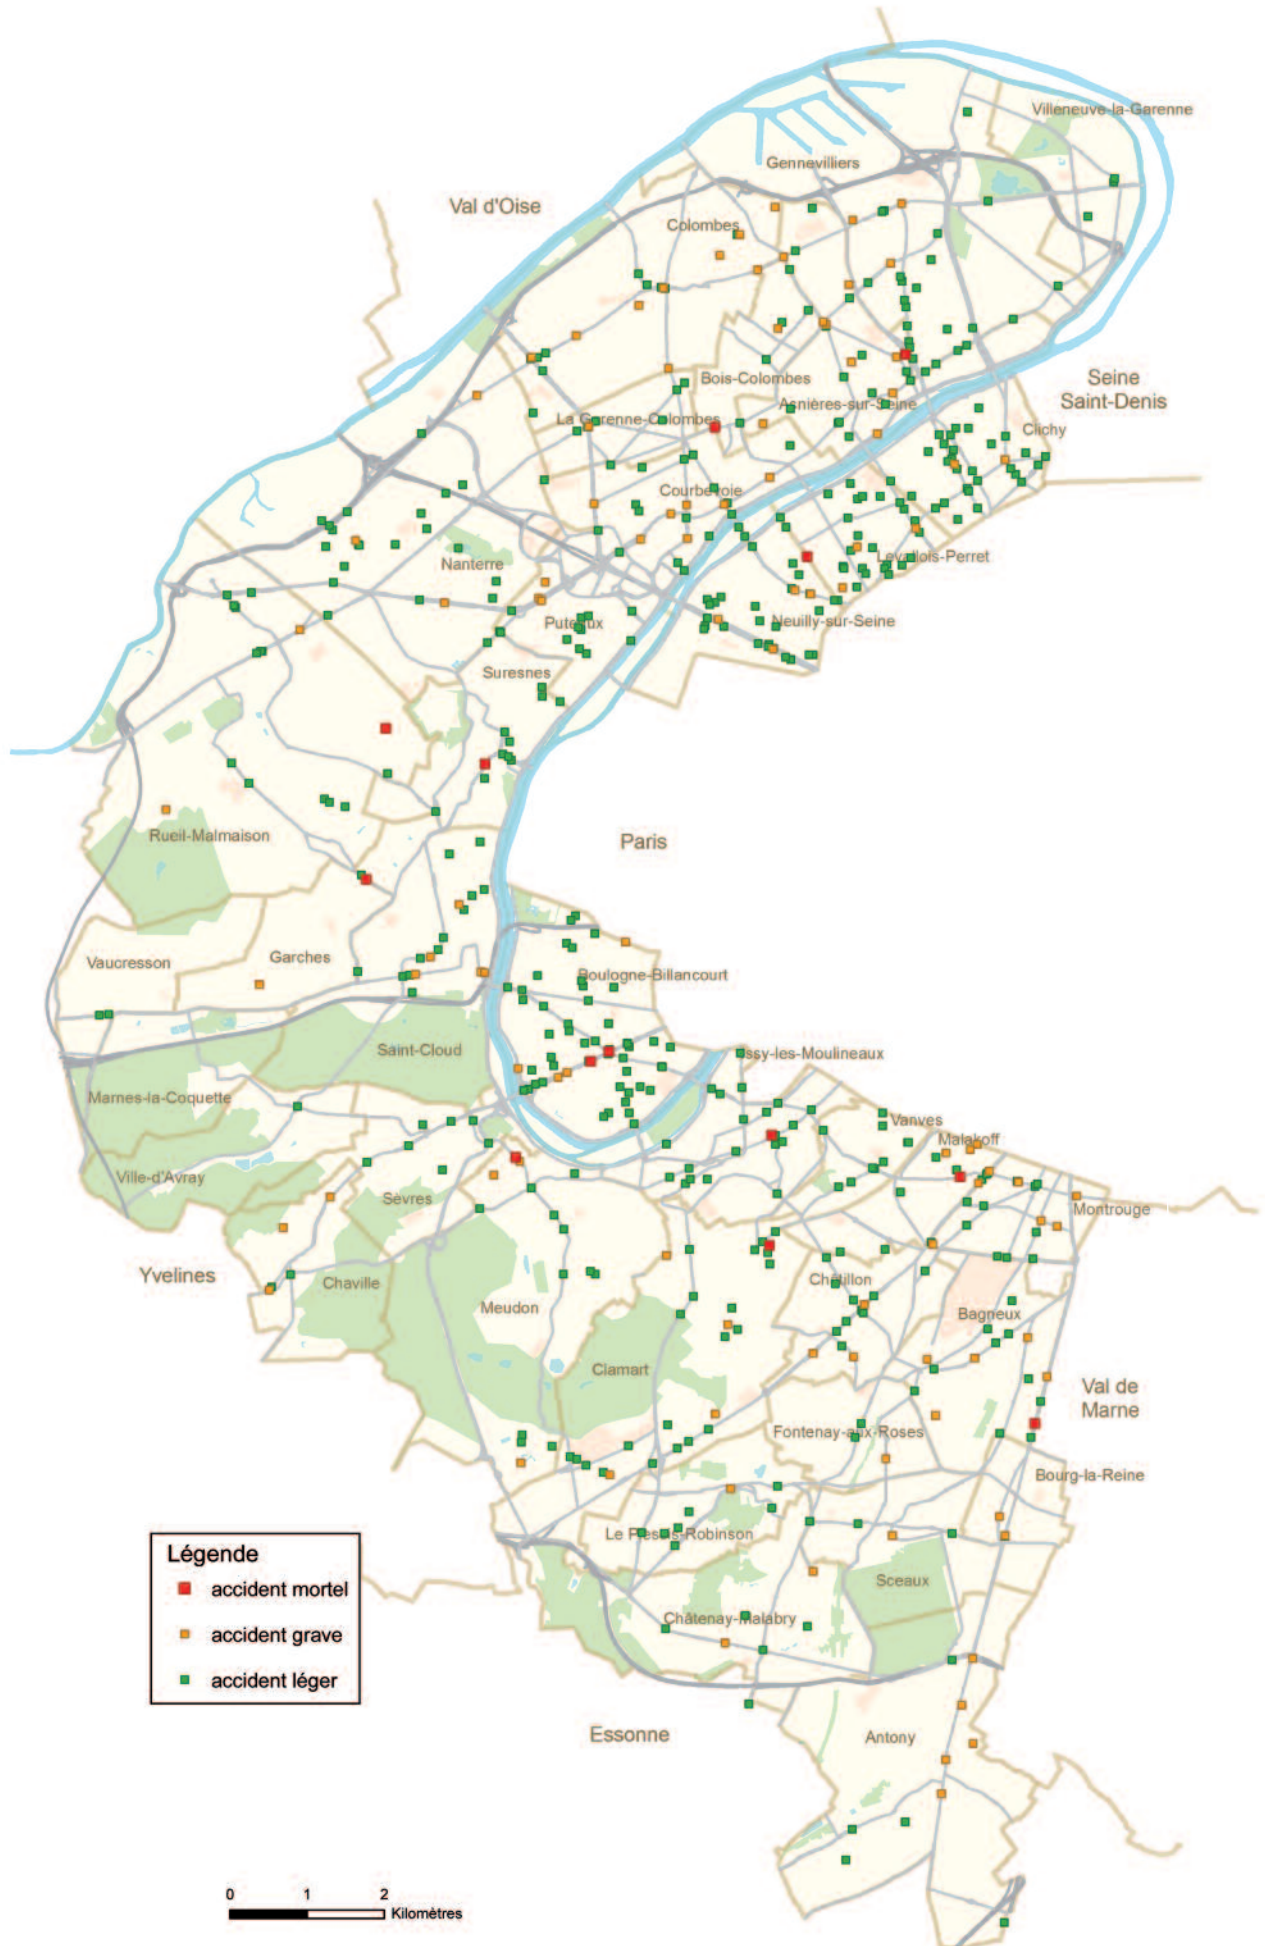 Villeneuve-la-Garenne
Gennevilliers
Val d'Oise
Colombes
Bois-Colombes
Seine
Saint-Denis
Asnières-sur-Seine
La Garenne-Colombes
Clichy
Courbevoie
Levallois-Perret
Nanterre
Puteaux
Neuilly-sur-Seine
Suresnes
Paris
Rueil-Malmaison
Vaucresson
Garches
Boulogne-Billancourt
Saint-Cloud
Issy-les-Moulineaux
Marnes-la-Coquette
Vanves
Malakoff
Ville-d'Avray
Sèvres
Montrouge
Yvelines
Chaville
Châtillon
Meudon
Bagneux
Clamart
Val de
Marne
Fontenay-aux-Roses
Bourg-la-Reine
Le Plessis-Robinson
Légende
accident mortel
accident grave
accident léger
Sceaux
Châtenay-Malabry
Essonne
Antony
0 1 2
Kilomètres